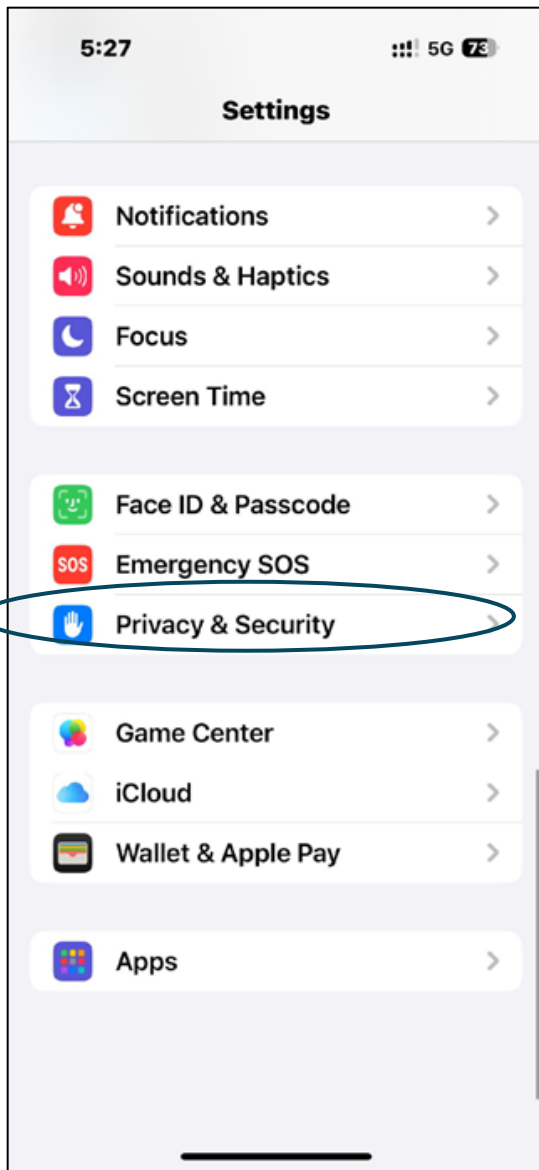 5:27 5G 73
Settings
Notifications
Sounds & Haptics
Focus
Screen Time
Face ID & Passcode
SOS Emergency SOS
Privacy & Security
Game Center
iCloud
Wallet & Apple Pay
Apps